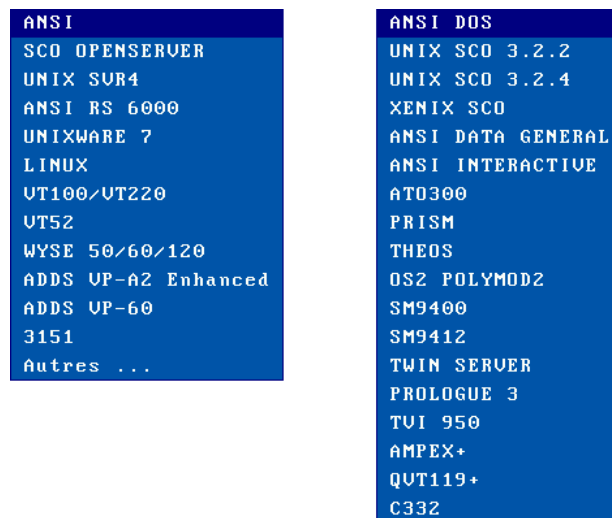 ANSI
SCO OPENSERVER
UNIX SVR4
ANSI RS 6000
UNIXWARE 7
LINUX
VT100/VT220
VT52
WYSE 50/60/120
ADDS VP-A2 Enhanced
ADDS VP-60
3151
Autres ...
ANSI DOS
UNIX SCO 3.2.2
UNIX SCO 3.2.4
XENIX SCO
ANSI DATA GENERAL
ANSI INTERACTIVE
ATO300
PRISM
THEOS
OS2 POLYMOD2
SM9400
SM9412
TWIN SERVER
PROLOGUE 3
TVI 950
AMPEX+
QVT119+
C332